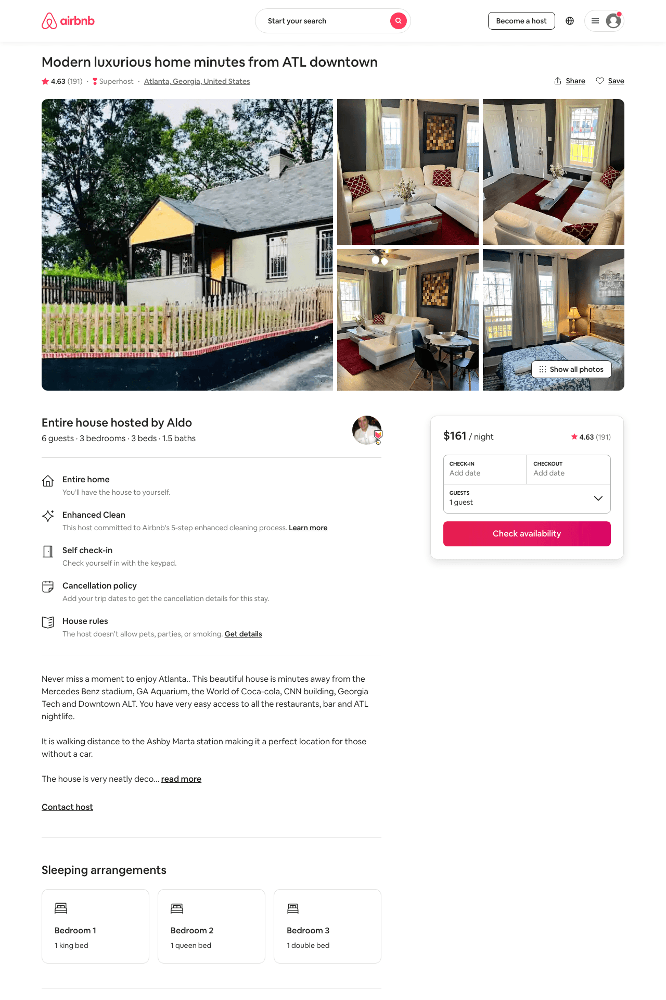 airbnb
Start your search
Become a host
Modern luxurious home minutes from ATL downtown
4.63 (191) · Superhost · Atlanta, Georgia, United States
Share
Save
Show all photos
Entire house hosted by Aldo
6 guests · 3 bedrooms · 3 beds · 1.5 baths
Entire home
You'll have the house to yourself.
Enhanced Clean
This host committed to Airbnb's 5-step enhanced cleaning process. Learn more
Self check-in
Check yourself in with the keypad.
Cancellation policy
Add your trip dates to get the cancellation details for this stay.
House rules
The host doesn't allow pets, parties, or smoking. Get details
$161 / night
4.63 (191)
CHECK-IN
Add date
CHECKOUT
Add date
GUESTS
1 guest
Check availability
Never miss a moment to enjoy Atlanta.. This beautiful house is minutes away from the
Mercedes Benz stadium, GA Aquarium, the World of Coca-cola, CNN building, Georgia
Tech and Downtown ALT. You have very easy access to all the restaurants, bar and ATL
nightlife.
It is walking distance to the Ashby Marta station making it a perfect location for those
without a car.
The house is very neatly deco... read more
Contact host
Sleeping arrangements
Bedroom 1
1 king bed
Bedroom 2
1 queen bed
Bedroom 3
1 double bed